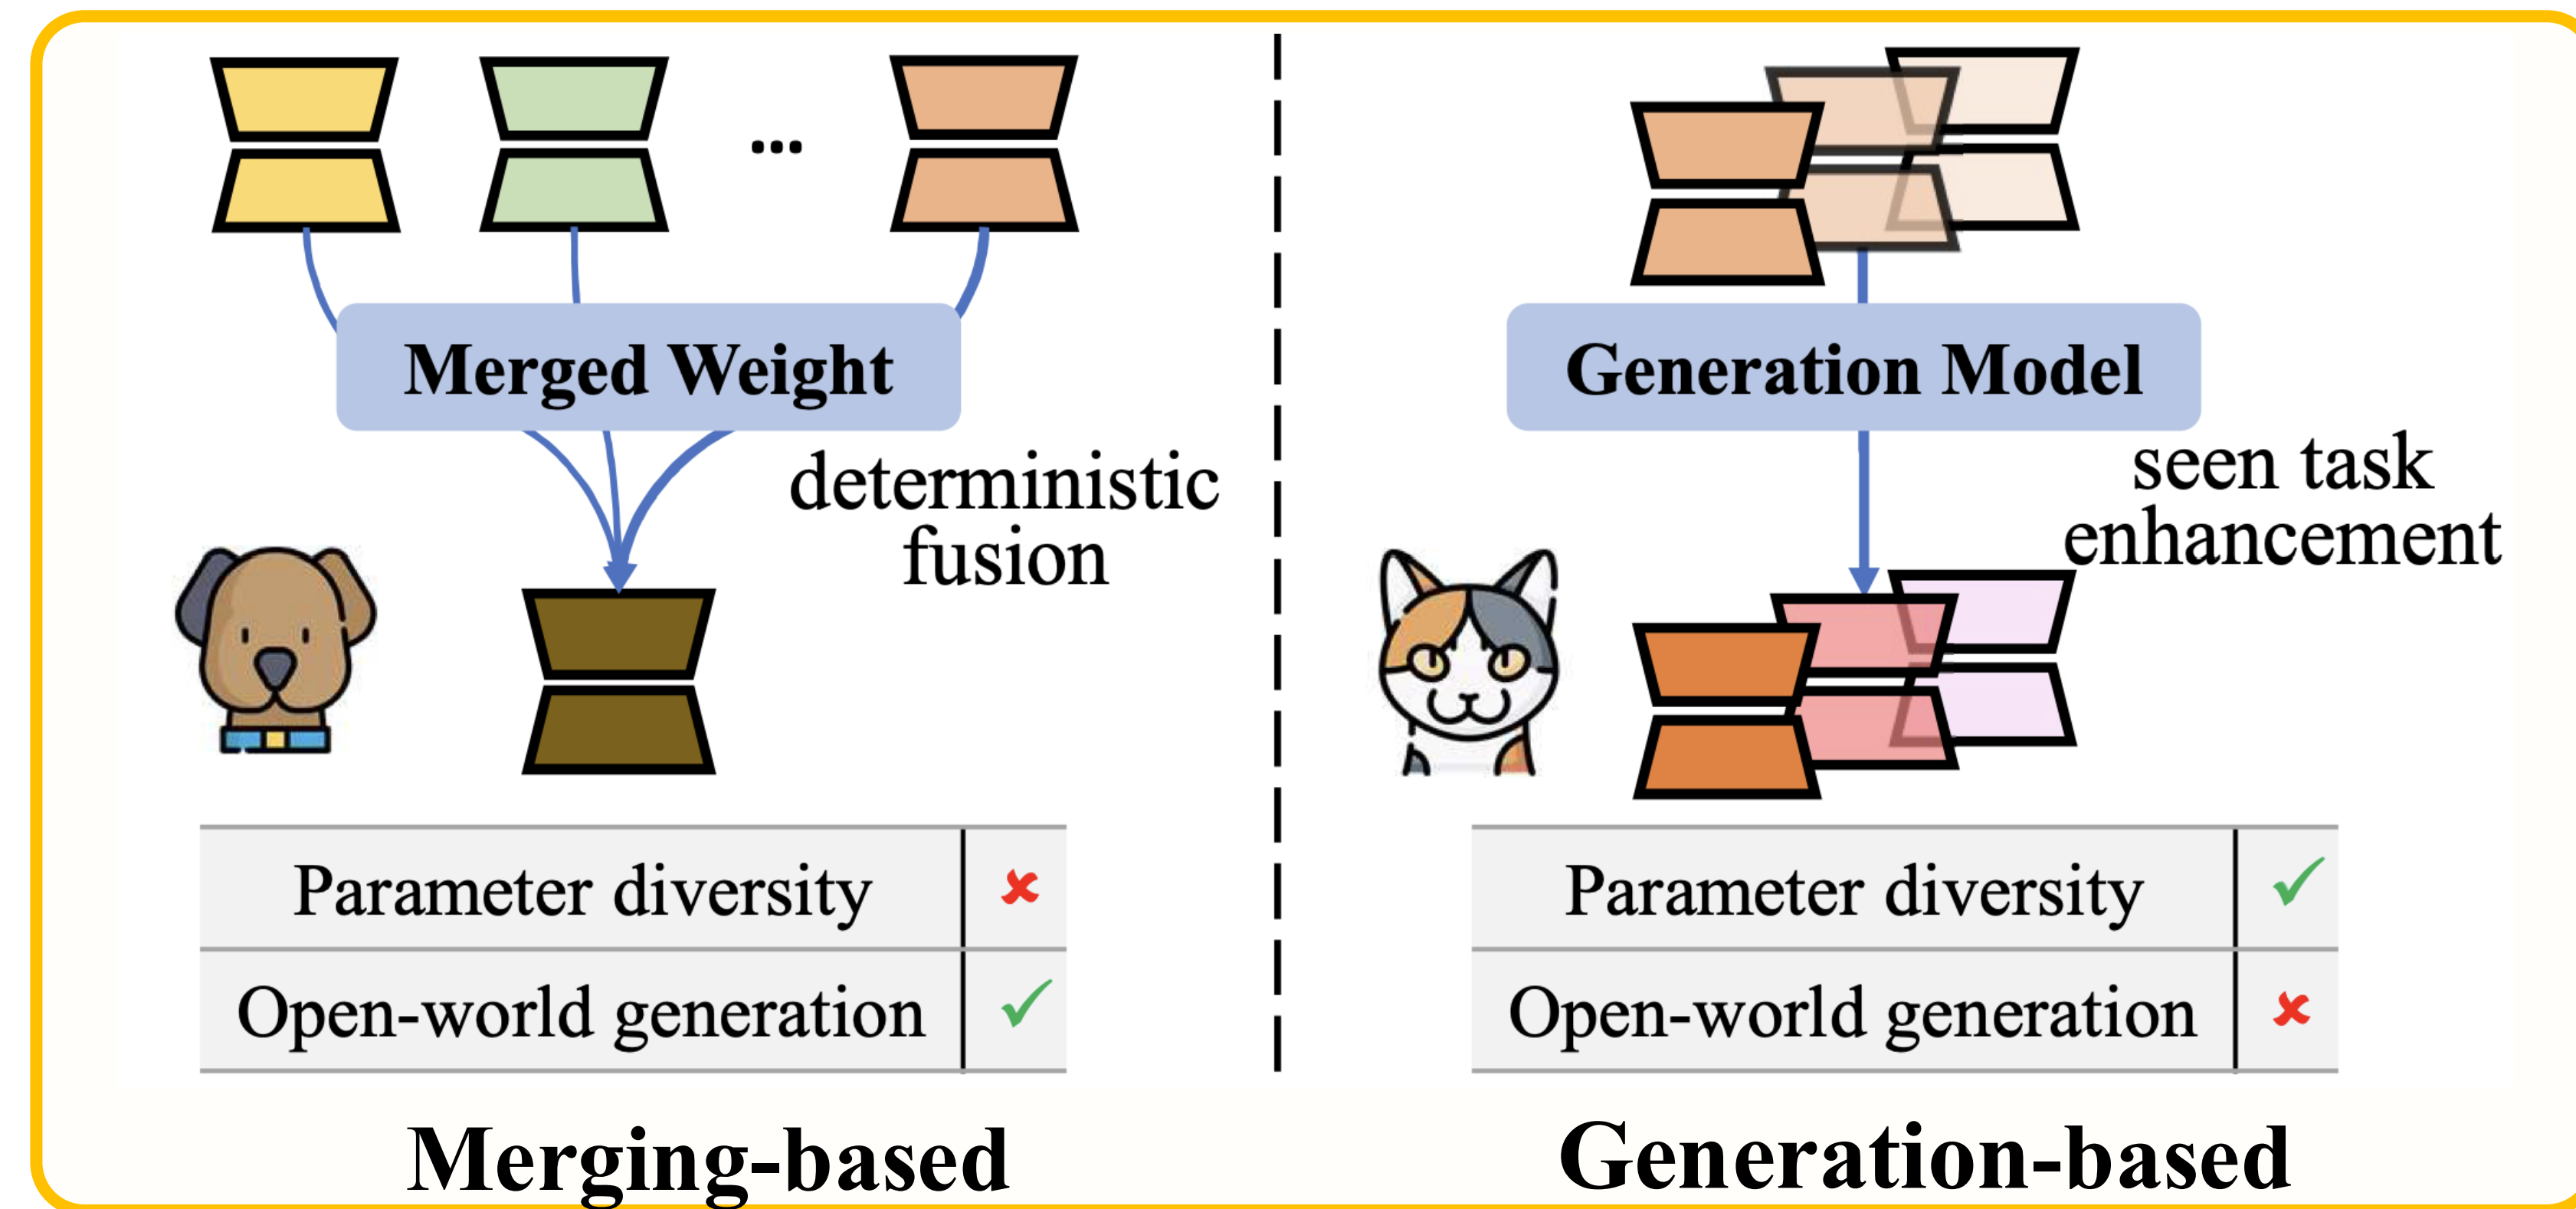 ...
Merged Weight
deterministic
fusion
Parameter diversity ✘
Open-world generation ✓
Merging-based
Generation Model
seen task
enhancement
Parameter diversity ✓
Open-world generation ✘
Generation-based